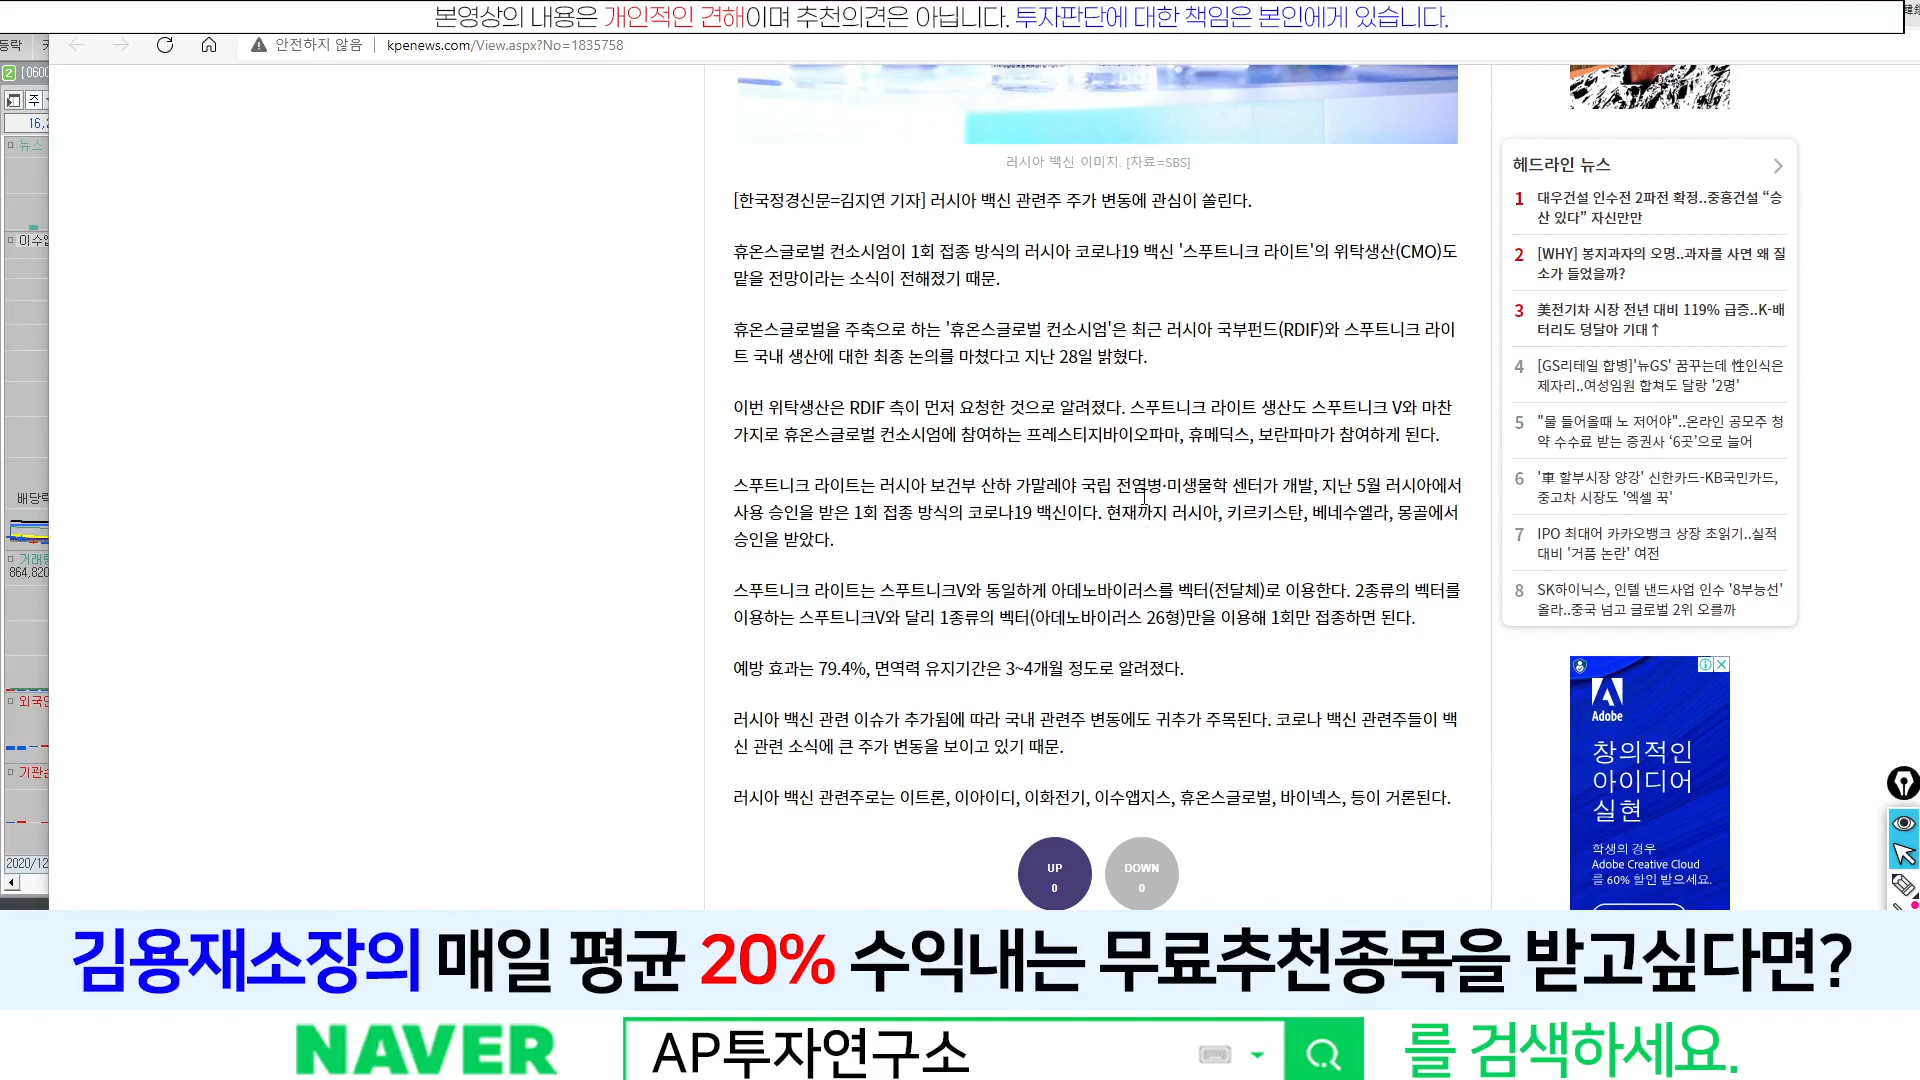 본영상의 내용은 개인적인 견해이며 추천의견은 아닙니다. 투자판단에 대한 책임은 본인에게 있습니다.
등락
안전하지 않음 kpenews.com/View.aspx?No=1835758
2 [0600
주
16,2
뉴스
이수앱
배당락
거래량
864,820
외국인
기관순
2020/12
러시아 백신 이미지. [자료=SBS]
[한국정경신문=김지연 기자] 러시아 백신 관련주 주가 변동에 관심이 쏠린다.
휴온스글로벌 컨소시엄이 1회 접종 방식의 러시아 코로나19 백신 '스푸트니크 라이트'의 위탁생산(CMO)도
맡을 전망이라는 소식이 전해졌기 때문.
휴온스글로벌을 주축으로 하는 '휴온스글로벌 컨소시엄'은 최근 러시아 국부펀드(RDIF)와 스푸트니크 라이
트 국내 생산에 대한 최종 논의를 마쳤다고 지난 28일 밝혔다.
이번 위탁생산은 RDIF 측이 먼저 요청한 것으로 알려졌다. 스푸트니크 라이트 생산도 스푸트니크 V와 마찬
가지로 휴온스글로벌 컨소시엄에 참여하는 프레스티지바이오파마, 휴메딕스, 보란파마가 참여하게 된다.
스푸트니크 라이트는 러시아 보건부 산하 가말레야 국립 전염병·미생물학 센터가 개발, 지난 5월 러시아에서
사용 승인을 받은 1회 접종 방식의 코로나19 백신이다. 현재까지 러시아, 키르키스탄, 베네수엘라, 몽골에서
승인을 받았다.
스푸트니크 라이트는 스푸트니크V와 동일하게 아데노바이러스를 벡터(전달체)로 이용한다. 2종류의 벡터를
이용하는 스푸트니크V와 달리 1종류의 벡터(아데노바이러스 26형)만을 이용해 1회만 접종하면 된다.
예방 효과는 79.4%, 면역력 유지기간은 3~4개월 정도로 알려졌다.
러시아 백신 관련 이슈가 추가됨에 따라 국내 관련주 변동에도 귀추가 주목된다. 코로나 백신 관련주들이 백
신 관련 소식에 큰 주가 변동을 보이고 있기 때문.
러시아 백신 관련주로는 이트론, 이아이디, 이화전기, 이수앱지스, 휴온스글로벌, 바이넥스, 등이 거론된다.
UP
0
DOWN
0
헤드라인 뉴스
1 대우건설 인수전 2파전 확정..중흥건설 “승
산 있다” 자신만만
2 [WHY] 봉지과자의 오명..과자를 사면 왜 질
소가 들었을까?
3 美전기차 시장 전년 대비 119% 급증..K-배
터리도 덩달아 기대↑
4 [GS리테일 합병]'뉴GS' 꿈꾸는데 性인식은
제자리..여성임원 합쳐도 달랑 '2명'
5 "물 들어올때 노 저어야"..온라인 공모주 청
약 수수료 받는 증권사 ‘6곳’으로 늘어
6 '車 할부시장 양강' 신한카드-KB국민카드,
중고차 시장도 '엑셀 꾹'
7 IPO 최대어 카카오뱅크 상장 초읽기..실적
대비 '거품 논란' 여전
8 SK하이닉스, 인텔 낸드사업 인수 '8부능선'
올라..중국 넘고 글로벌 2위 오를까
Adobe
창의적인
아이디어
실현
학생의 경우
Adobe Creative Cloud
를 60% 할인 받으세요.
김용재소장의 매일 평균 20% 수익내는 무료추천종목을 받고싶다면?
NAVER AP투자연구소 를 검색하세요.